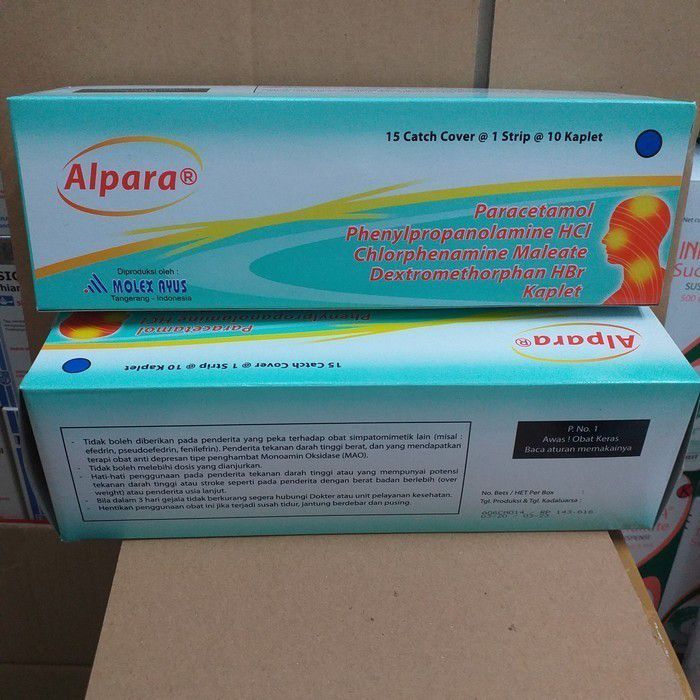 15 Catch Cover @ 1 Strip @ 10 Kaplet
Alpara®
Paracetamol
Phenylpropanolamine HCl
Chlorphenamine Maleate
Dextromethorphan HBr
Kaplet
Diproduksi oleh :
MOLEX AYUS
Tangerang - Indonesia
Paracetamol
Phenylpropanolamine HCl
15 Catch Cover @ 1 Strip @ 10 Kaplet
Alpara®
- Tidak boleh diberikan pada penderita yang peka terhadap obat simpatomimetik lain (misal :
efedrin, pseudoefedrin, fenilefrin). Penderita tekanan darah tinggi berat, dan yang mendapatkan
terapi obat anti depresan tipe penghambat Monoamin Oksidase (MAO).
- Tidak boleh melebihi dosis yang dianjurkan.
- Hati-hati penggunaan pada penderita tekanan darah tinggi atau yang mempunyai potensi
tekanan darah tinggi atau stroke seperti pada penderita dengan berat badan berlebih (over
weight) atau penderita usia lanjut.
- Bila dalam 3 hari gejala tidak berkurang segera hubungi Dokter atau unit pelayanan kesehatan.
- Hentikan penggunaan obat ini jika terjadi susah tidur, jantung berdebar dan pusing.
P. No. 1
Awas ! Obat Keras
Baca aturan memakainya
No. Bets / HET Per Box
Tgl. Produksi & Tgl. Kadaluarsa :
RP 143-616